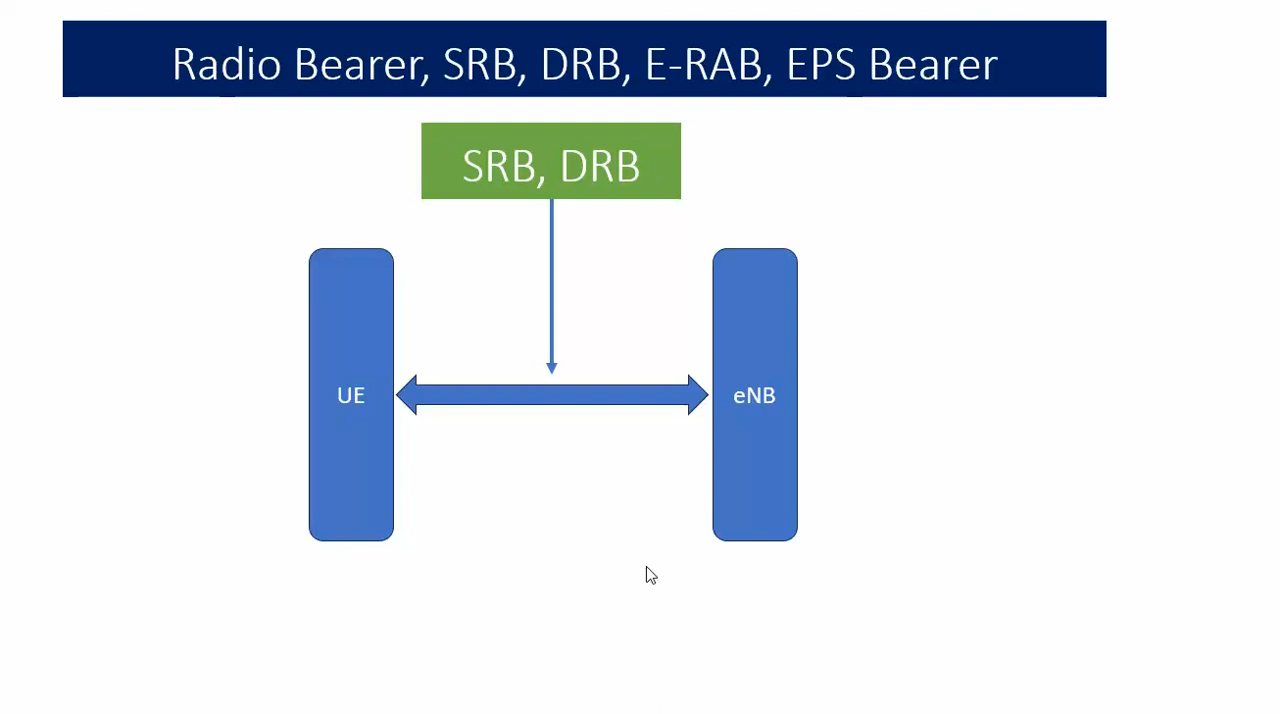 Radio Bearer, SRB, DRB, E-RAB, EPS Bearer
SRB, DRB
UE
eNB